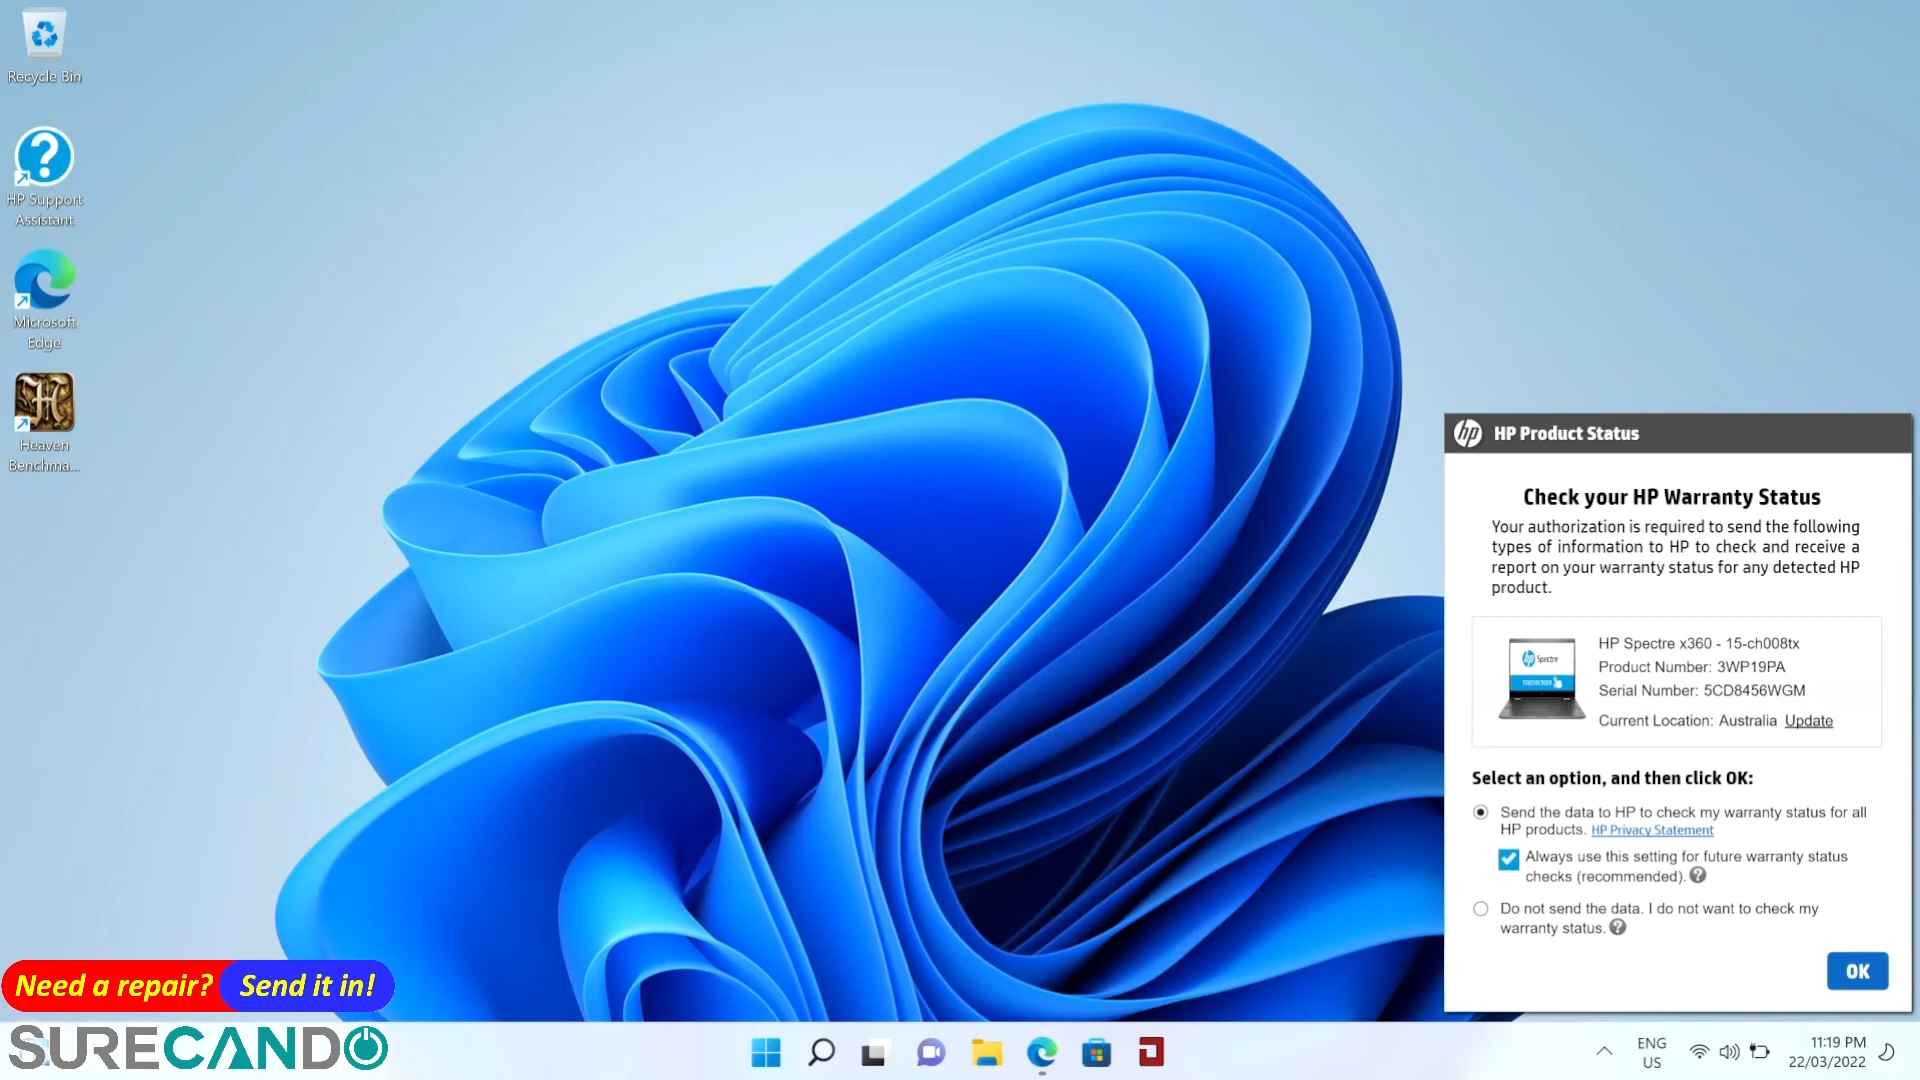 Recycle Bin
HP Support
Assistant
Microsoft
Edge
Heaven
Benchma...
hp HP Product Status
Check your HP Warranty Status
Your authorization is required to send the following
types of information to HP to check and receive a
report on your warranty status for any detected HP
product.
hp Spectre
TOUCHSCREEN
HP Spectre x360 - 15-ch008tx
Product Number: 3WP19PA
Serial Number: 5CD8456WGM
Current Location: Australia Update
Select an option, and then click OK:
Send the data to HP to check my warranty status for all
HP products. HP Privacy Statement
Always use this setting for future warranty status
checks (recommended).
Do not send the data. I do not want to check my
warranty status.
OK
Need a repair? Send it in!
SURECANDO
ENG
US
11:19 PM
22/03/2022